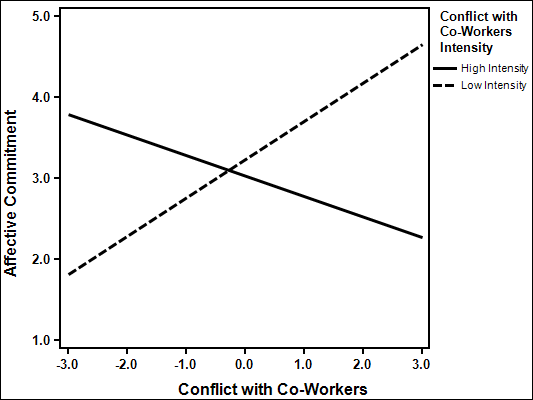 Conflict with
Co-Workers
Intensity
High Intensity
Low Intensity
Affective Commitment
5.0
4.0
3.0
2.0
1.0
-3.0 -2.0 -1.0 0.0 1.0 2.0 3.0
Conflict with Co-Workers